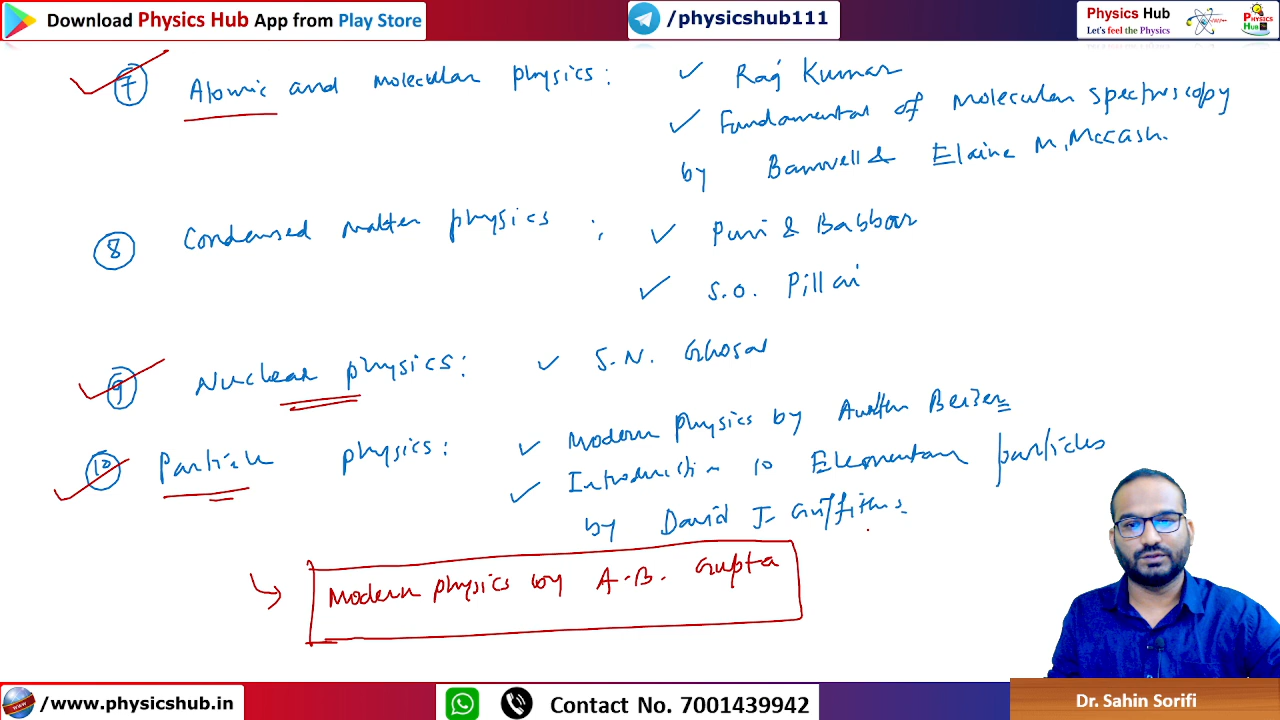 Download Physics Hub App from Play Store
/physicshub111
Physics Hub
Let's feel the Physics
PHYSICS
HUB
7 Atomic and molecular physics: ✓ Raj Kumar
✓ Fundamental of molecular spectroscopy
by Banwell & Elaine M. McCash.
8 Condensed matter physics : ✓ Puri & Babbar
✓ S.O. Pillai
9 Nuclear physics: ✓ S.N. Ghosal
10 Particle physics: ✓ Modern physics by Beiser
✓ Introduction to Elementary particles
by David J. Griffiths.
Modern physics by A.B. Gupta
/www.physicshub.in
Contact No. 7001439942
Dr. Sahin Sorifi